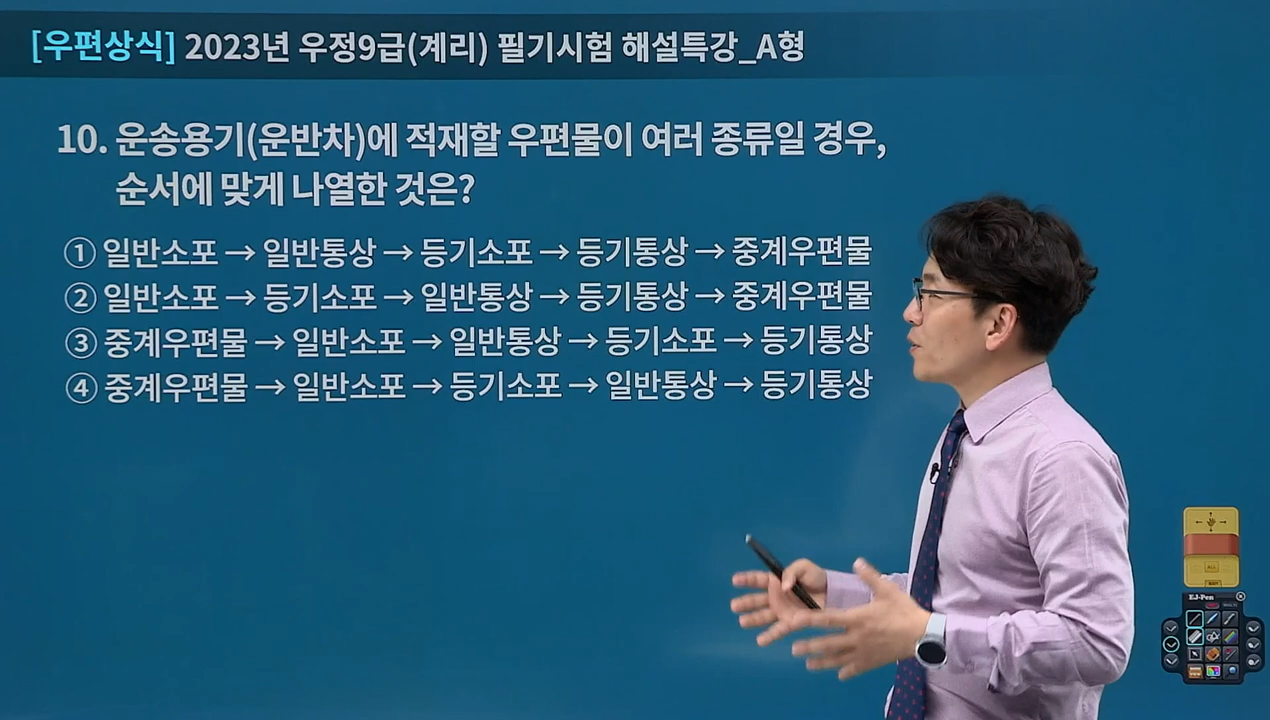 [우편상식] 2023년 우정9급(계리) 필기시험 해설특강_A형
10. 운송용기(운반차)에 적재할 우편물이 여러 종류일 경우,
순서에 맞게 나열한 것은?
① 일반소포 → 일반통상 → 등기소포 → 등기통상 → 중계우편물
② 일반소포 → 등기소포 → 일반통상 → 등기통상 → 중계우편물
③ 중계우편물 → 일반소포 → 일반통상 → 등기소포 → 등기통상
④ 중계우편물 → 일반소포 → 등기소포 → 일반통상 → 등기통상
ALL
EJ-Pen